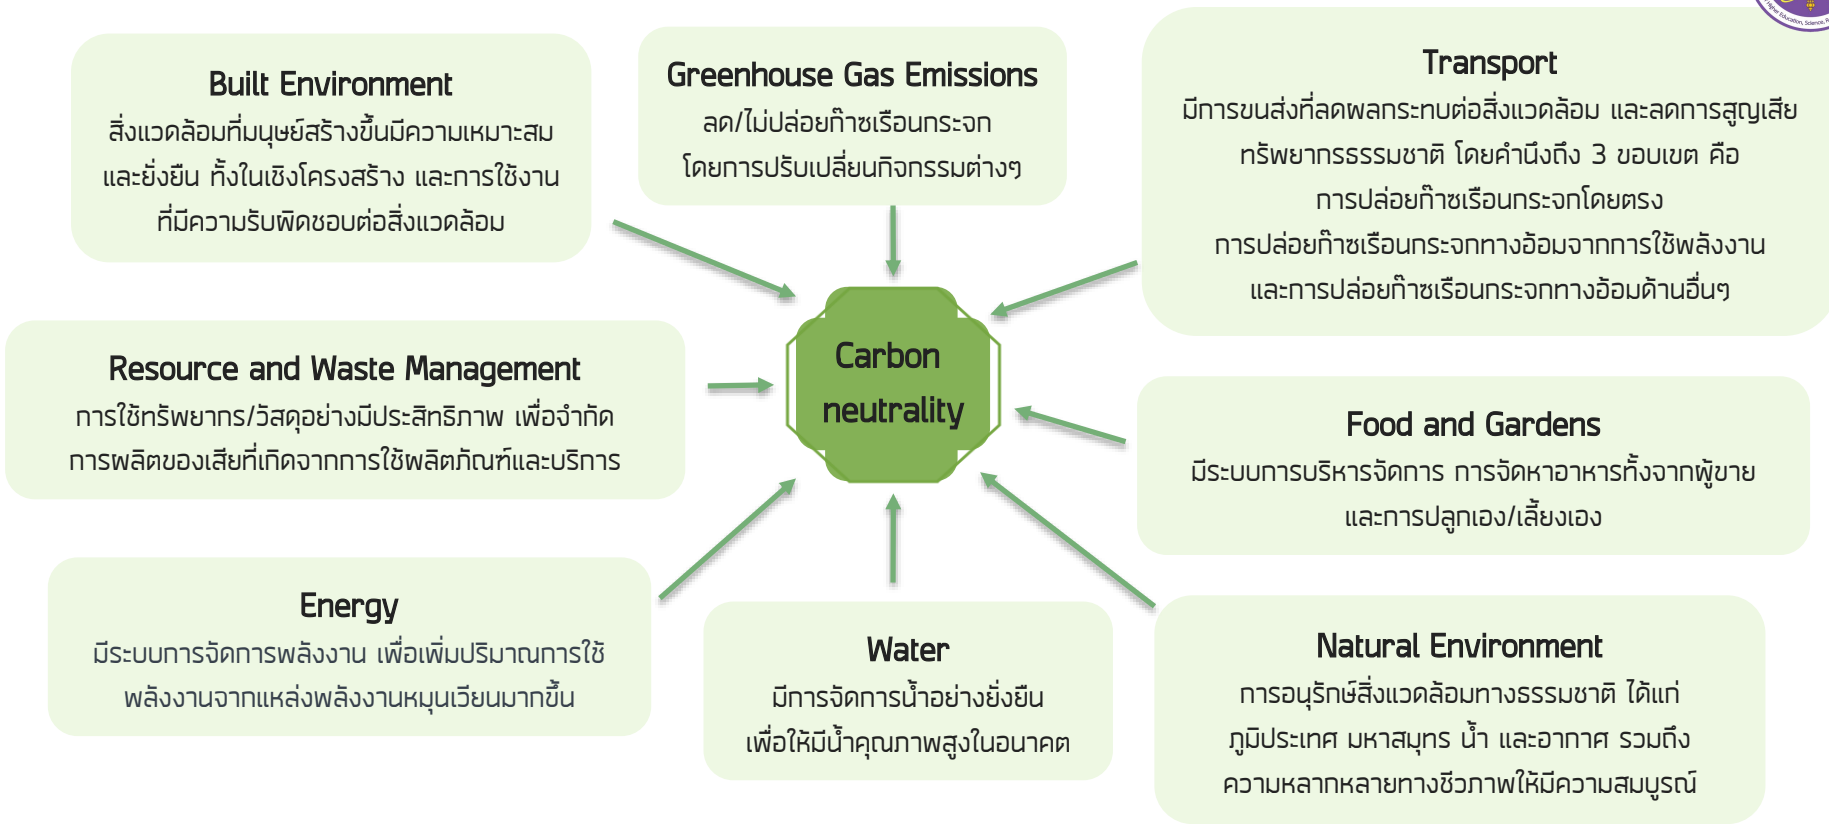 Built Environment
สิ่งแวดล้อมที่มนุษย์สร้างขึ้นมีความเหมาะสม
และยั่งยืน ทั้งในเชิงโครงสร้าง และการใช้งาน
ที่มีความรับผิดชอบต่อสิ่งแวดล้อม
Greenhouse Gas Emissions
ลด/ไม่ปล่อยก๊าซเรือนกระจก
โดยการปรับเปลี่ยนกิจกรรมต่างๆ
Transport
มีการขนส่งที่ลดผลกระทบต่อสิ่งแวดล้อม และลดการสูญเสีย
ทรัพยากรธรรมชาติ โดยคำนึงถึง 3 ขอบเขต คือ
การปล่อยก๊าซเรือนกระจกโดยตรง
การปล่อยก๊าซเรือนกระจกทางอ้อมจากการใช้พลังงาน
และการปล่อยก๊าซเรือนกระจกทางอ้อมด้านอื่นๆ
Higher Education, Science,
Resource and Waste Management
การใช้ทรัพยากร/วัสดุอย่างมีประสิทธิภาพ เพื่อจำกัด
การผลิตของเสียที่เกิดจากการใช้ผลิตภัณฑ์และบริการ
Carbon
neutrality
Food and Gardens
มีระบบการบริหารจัดการ การจัดหาอาหารทั้งจากผู้ขาย
และการปลูกเอง/เลี้ยงเอง
Energy
มีระบบการจัดการพลังงาน เพื่อเพิ่มปริมาณการใช้
พลังงานจากแหล่งพลังงานหมุนเวียนมากขึ้น
Water
มีการจัดการน้ำอย่างยั่งยืน
เพื่อให้มีน้ำคุณภาพสูงในอนาคต
Natural Environment
การอนุรักษ์สิ่งแวดล้อมทางธรรมชาติ ได้แก่
ภูมิประเทศ มหาสมุทร น้ำ และอากาศ รวมถึง
ความหลากหลายทางชีวภาพให้มีความสมบูรณ์